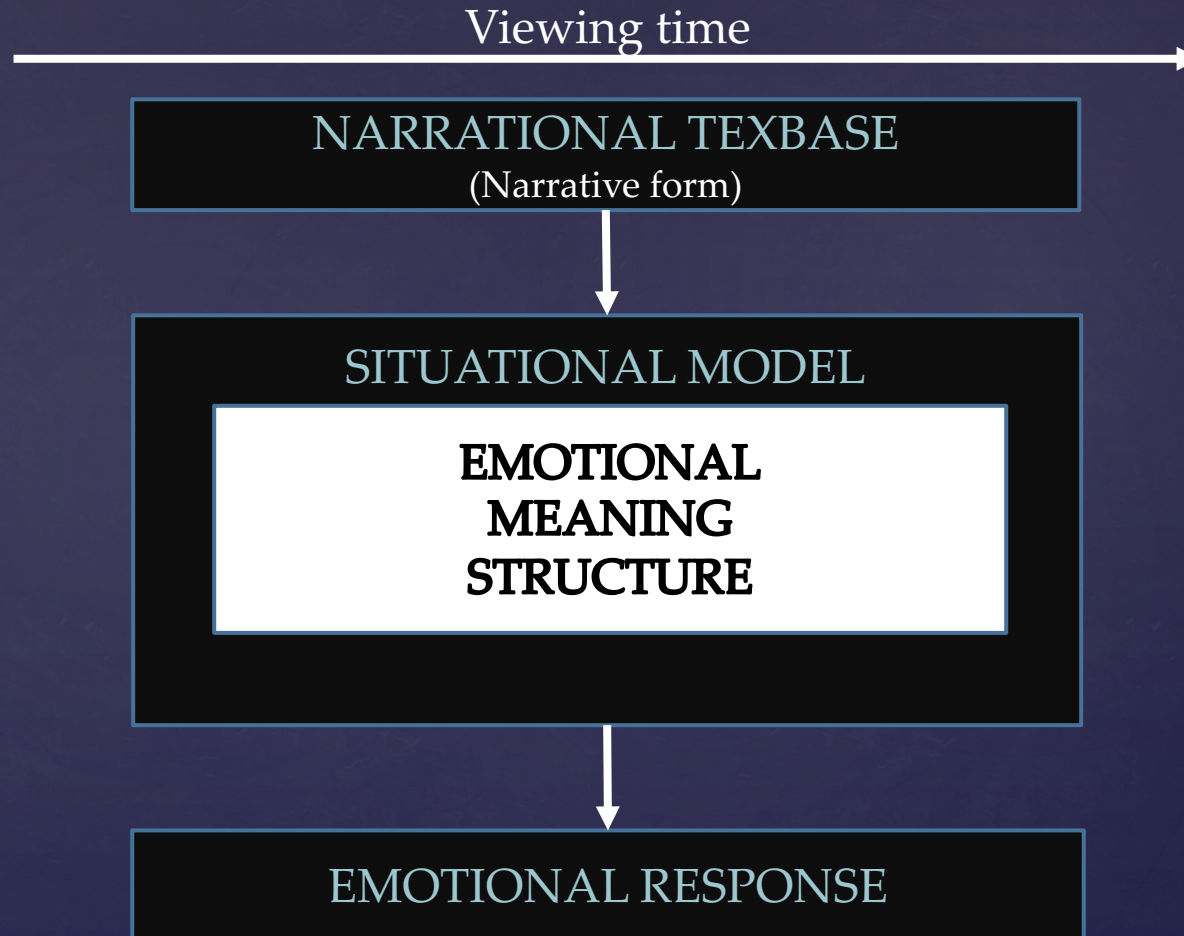 Viewing time
NARRATIONAL TEXBASE
(Narrative form)
SITUATIONAL MODEL
EMOTIONAL
MEANING
STRUCTURE
EMOTIONAL RESPONSE